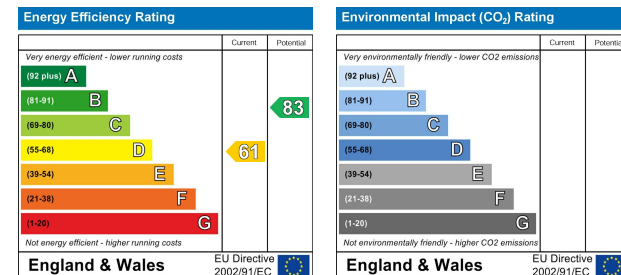 Energy Efficiency Rating
Current Potential
Very energy efficient - lower running costs
(92 plus) A
(81-91) B
83
(69-80) C
(55-68) D
61
(39-54) E
(21-38) F
(1-20) G
Not energy efficient - higher running costs
England & Wales
EU Directive
2002/91/EC
Environmental Impact (CO2) Rating
Current Potential
Very environmentally friendly - lower CO2 emissions
(92 plus) A
(81-91) B
(69-80) C
(55-68) D
(39-54) E
(21-38) F
(1-20) G
Not environmentally friendly - higher CO2 emissions
England & Wales
EU Directive
2002/91/EC